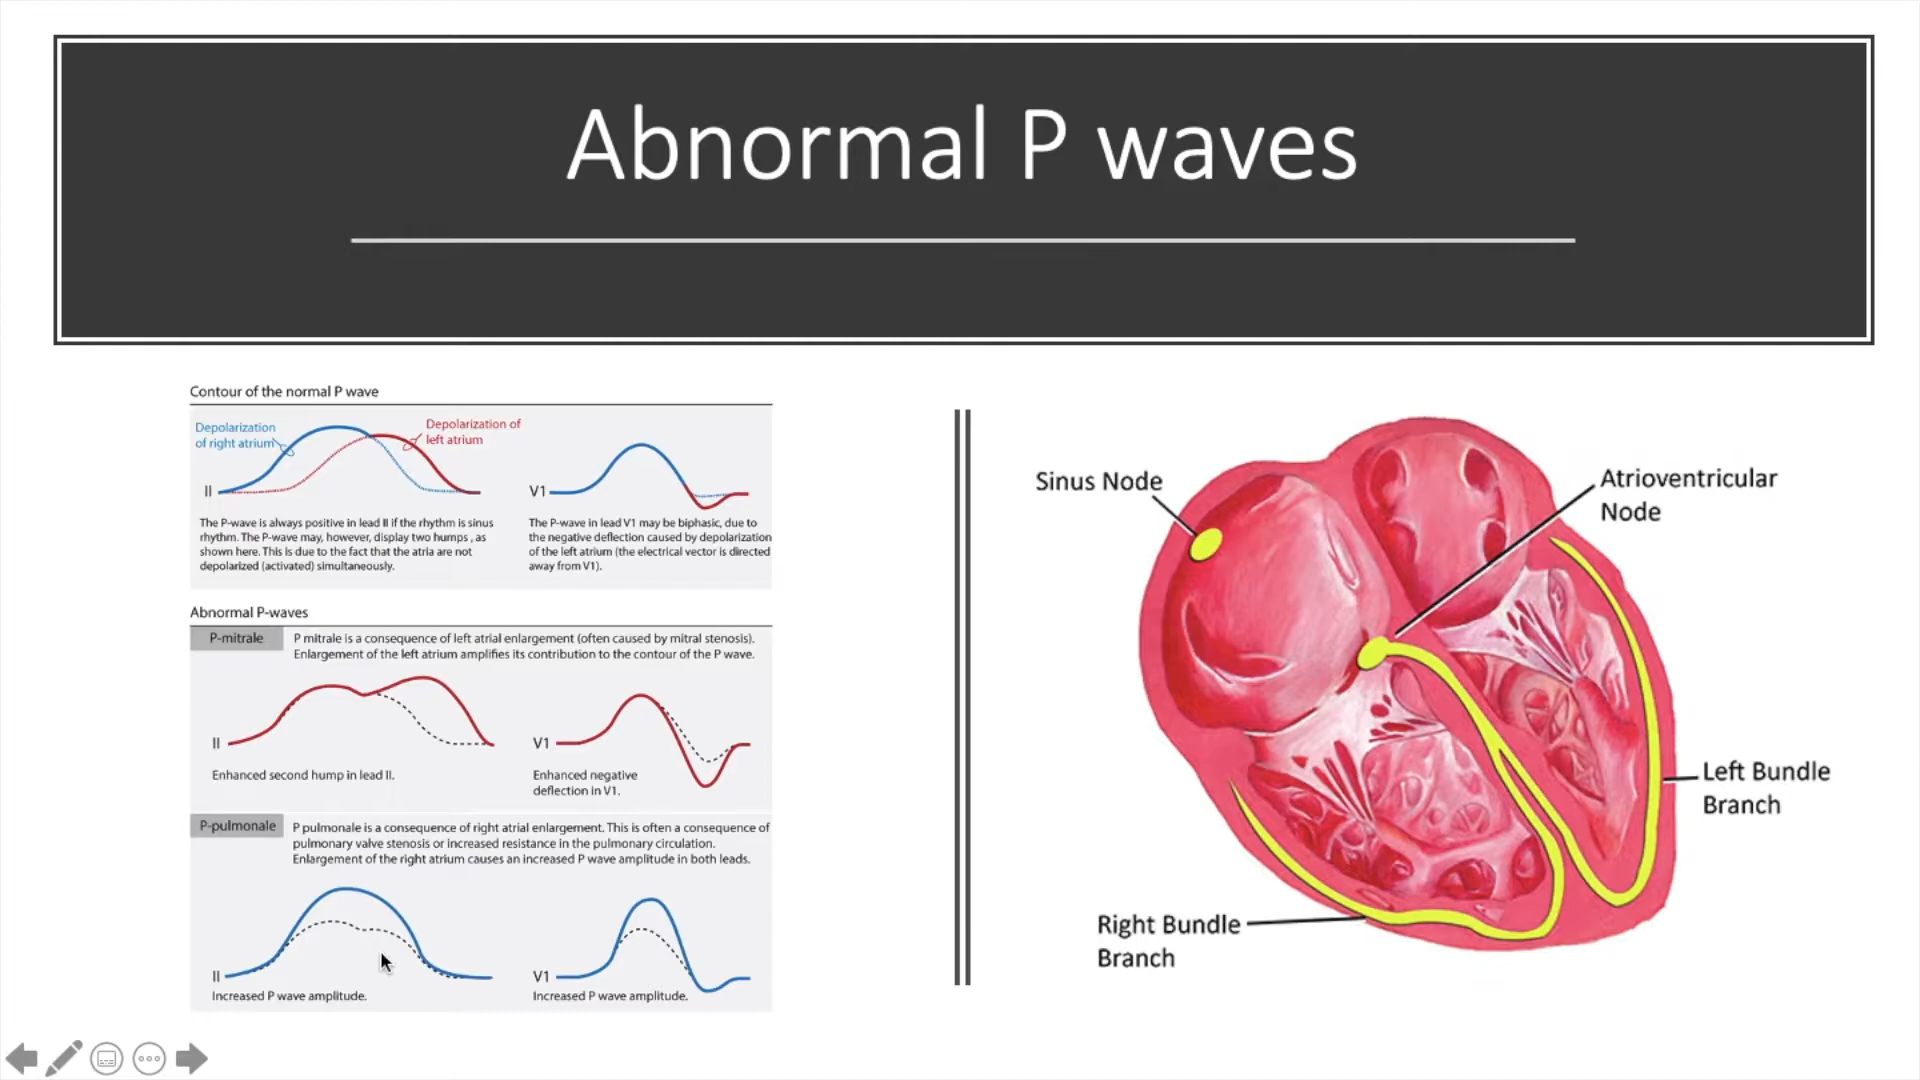 Abnormal P waves
Contour of the normal P wave
Depolarization
of right atrium
Depolarization of
left atrium
II
V1
The P-wave is always positive in lead II if the rhythm is sinus
rhythm. The P-wave may, however, display two humps , as
shown here. This is due to the fact that the atria are not
depolarized (activated) simultaneously.
The P-wave in lead V1 may be biphasic, due to
the negative deflection caused by depolarization
of the left atrium (the electrical vector is directed
away from V1).
Abnormal P-waves
P-mitrale
P mitrale is a consequence of left atrial enlargement (often caused by mitral stenosis).
Enlargement of the left atrium amplifies its contribution to the contour of the P wave.
II
V1
Enhanced second hump in lead II.
Enhanced negative
deflection in V1.
P-pulmonale
P pulmonale is a consequence of right atrial enlargement. This is often a consequence of
pulmonary valve stenosis or increased resistance in the pulmonary circulation.
Enlargement of the right atrium causes an increased P wave amplitude in both leads.
II
V1
Increased P wave amplitude.
Increased P wave amplitude.
Sinus Node
Atrioventricular
Node
Left Bundle
Branch
Right Bundle
Branch